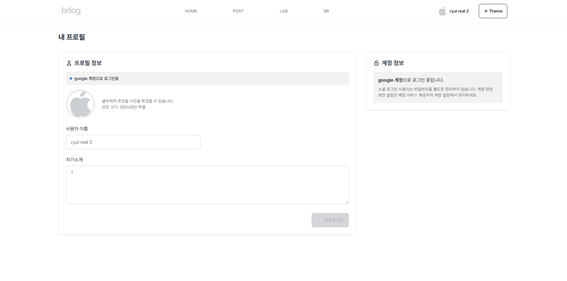 brlog
HOME
POST
LAB
BR
ryul real 2
Theme
내 프로필
프로필 정보
google 계정으로 로그인됨
클릭하여 프로필 사진을 변경할 수 있습니다.
권장 크기: 300x300 픽셀
사용자 이름
ryul real 2
자기소개
1
계정 정보
google 계정으로 로그인 중입니다.
소셜 로그인 사용자는 비밀번호를 별도로 관리하지 않습니다. 계정 관련
보안 설정은 해당 서비스 제공자의 계정 설정에서 관리하세요.